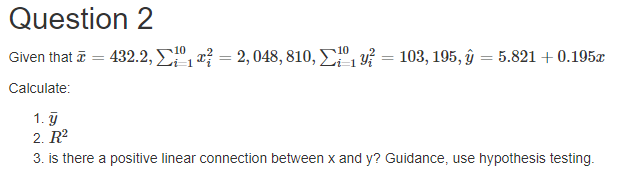 Question 2
Given that x̄ = 432.2, ∑_{i=1}^{10} x_i^2 = 2,048,810, ∑_{i=1}^{10} y_i^2 = 103,195, ŷ = 5.821 + 0.195x
Calculate:
1. ȳ
2. R²
3. is there a positive linear connection between x and y? Guidance, use hypothesis testing.